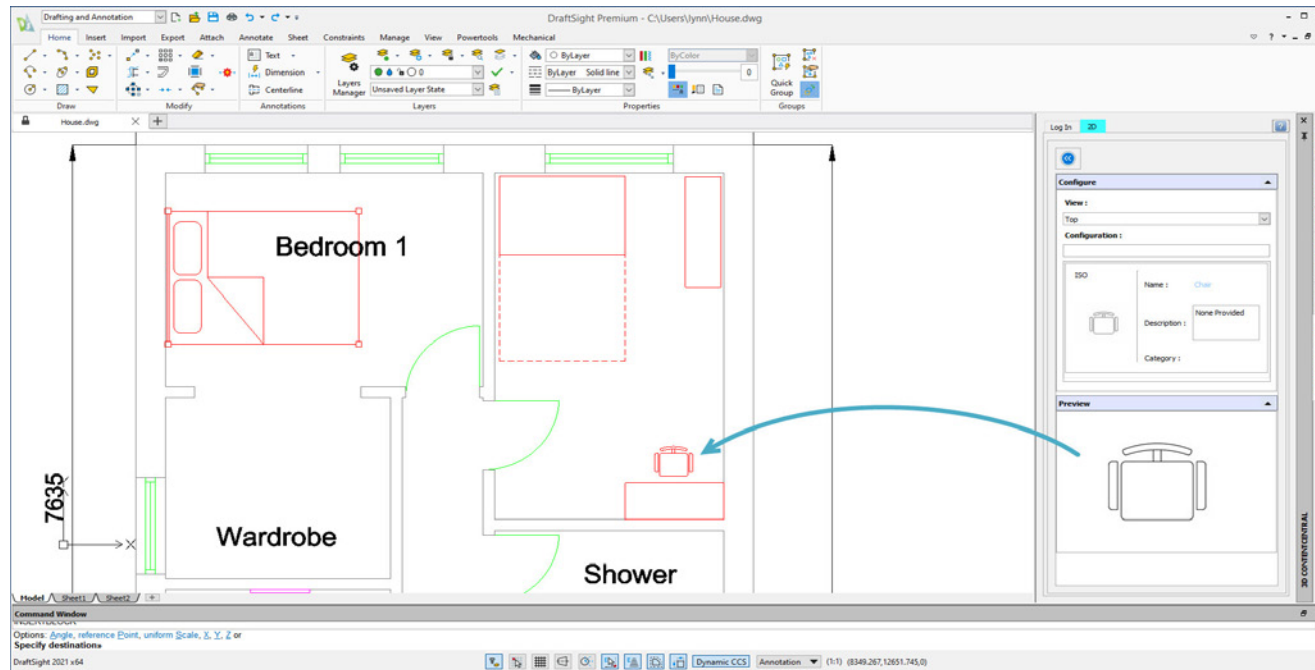 Drafting and Annotation
DraftSight Premium - C:\Users\lynn\House.dwg
Home Insert Import Export Attach Annotate Sheet Constraints Manage View Powertools Mechanical
Text
Dimension
Centerline
Layers
Manager
0
Unsaved Layer State
ByLayer
ByLayer Solid line
ByLayer
ByColor
0
Quick
Group
Draw Modify Annotations Layers Properties Groups
House.dwg
Bedroom 1
Wardrobe
Shower
7635
X
Log In 2D
Configure
View :
Top
Configuration :
ISO
Name : Chair
Description : None Provided
Category :
Preview
3D CONTENTCENTRAL
Model Sheet1 Sheet2
Command Window
Options: Angle, reference Point, uniform Scale, X, Y, Z or
Specify destination»
DraftSight 2021 x64
Dynamic CCS Annotation (1:1) (8349.267,12651.745,0)